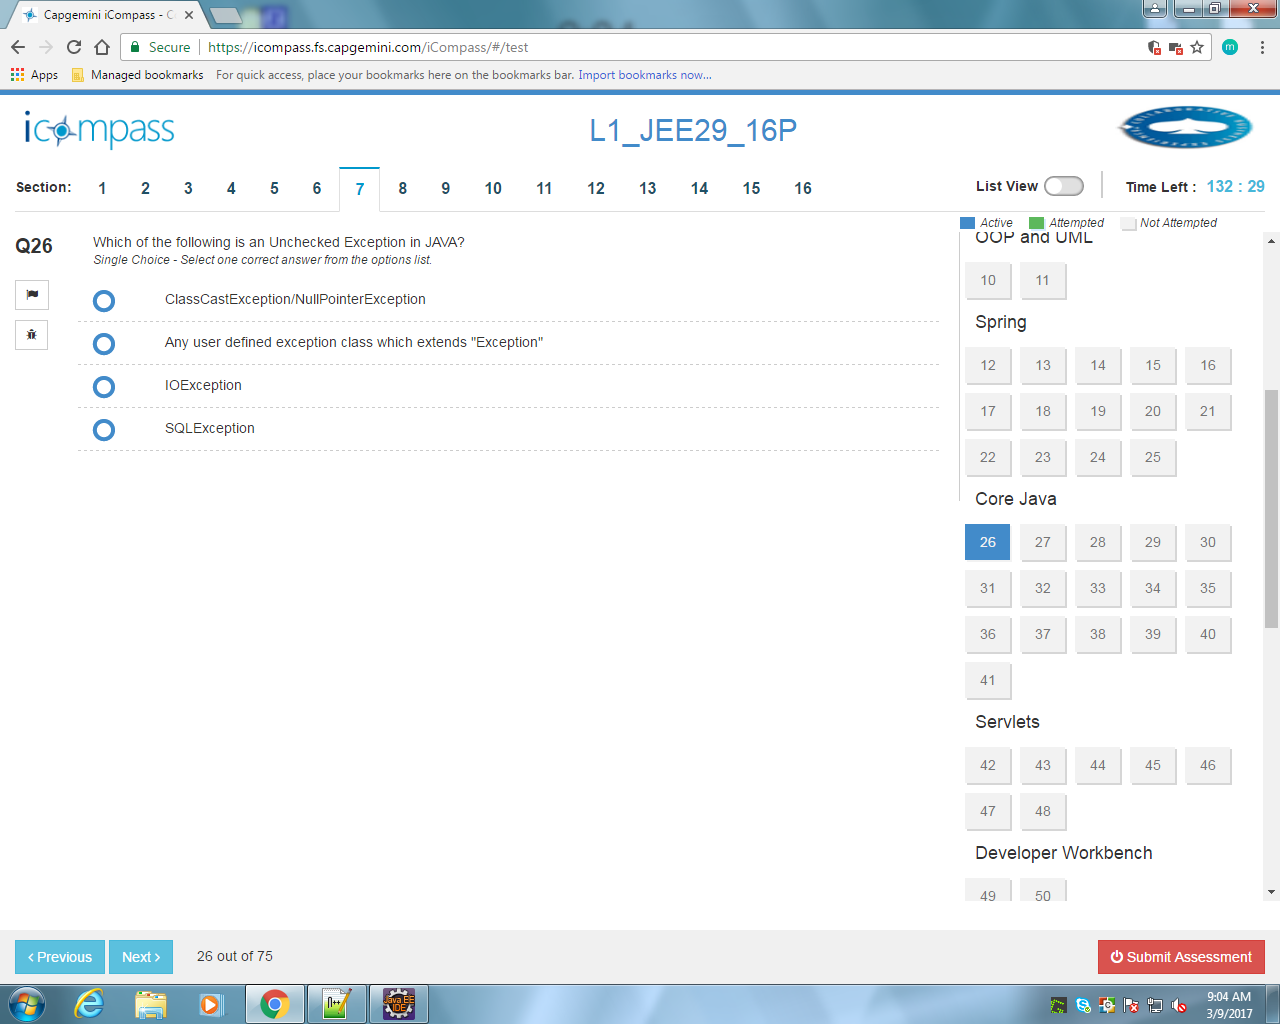 Capgemini iCompass - C
Secure https://icompass.fs.capgemini.com/iCompass/#/test
m
Apps Managed bookmarks For quick access, place your bookmarks here on the bookmarks bar. Import bookmarks now...
icompass
L1_JEE29_16P
Section: 1 2 3 4 5 6 7 8 9 10 11 12 13 14 15 16
List View Time Left : 132 : 29
Active Attempted Not Attempted
Q26
Which of the following is an Unchecked Exception in JAVA?
Single Choice - Select one correct answer from the options list.
ClassCastException/NullPointerException
Any user defined exception class which extends "Exception"
IOException
SQLException
OOP and UML
10 11
Spring
12 13 14 15 16
17 18 19 20 21
22 23 24 25
Core Java
26 27 28 29 30
31 32 33 34 35
36 37 38 39 40
41
Servlets
42 43 44 45 46
47 48
Developer Workbench
49 50
Previous Next 26 out of 75
Submit Assessment
Java EE
IDE
9:04 AM
3/9/2017